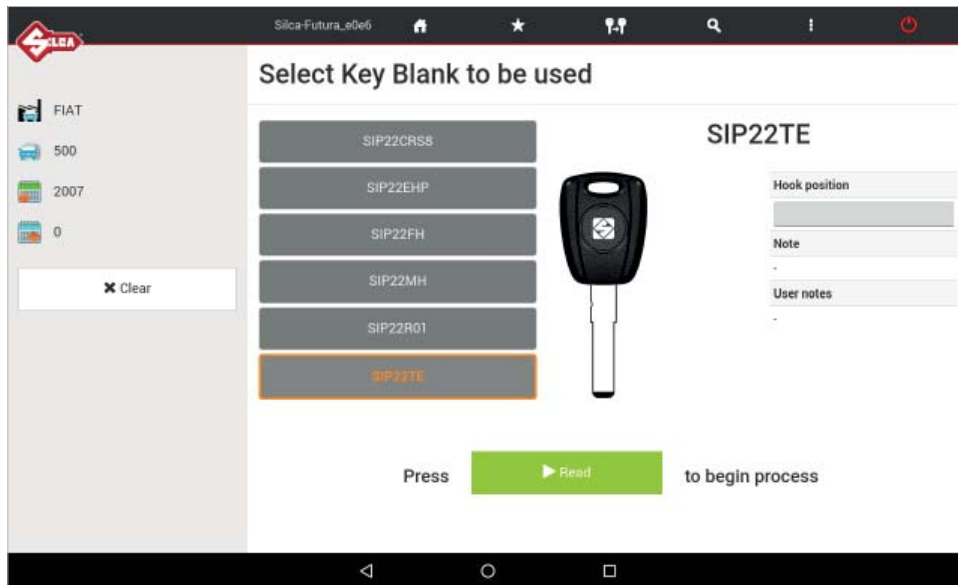 Silca-Futura_e0e6
SILCA
Select Key Blank to be used
FIAT
500
2007
0
Clear
SIP22CRS8
SIP22EHP
SIP22FH
SIP22MH
SIP22R01
SIP22TE
SIP22TE
Hook position
Note
-
User notes
-
Press Read to begin process